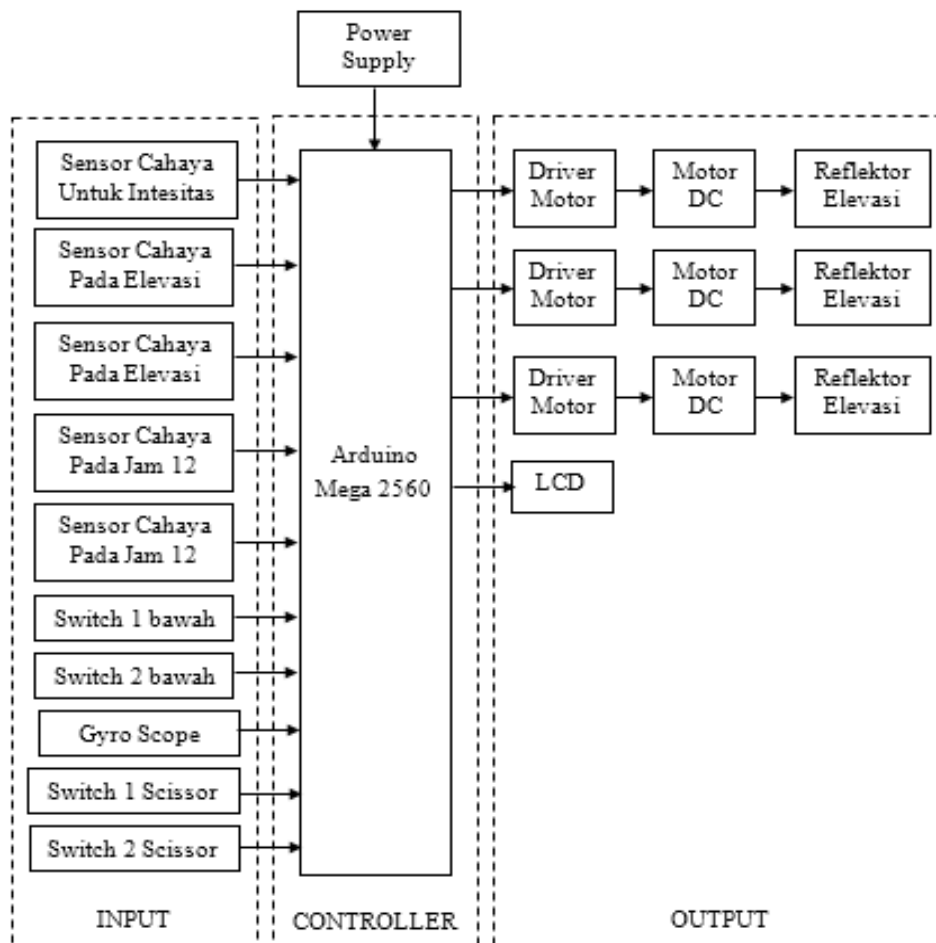 Power
Supply
Sensor Cahaya
Untuk Intesitas
Sensor Cahaya
Pada Elevasi
Sensor Cahaya
Pada Elevasi
Sensor Cahaya
Pada Jam 12
Sensor Cahaya
Pada Jam 12
Switch 1 bawah
Switch 2 bawah
Gyro Scope
Switch 1 Scissor
Switch 2 Scissor
INPUT
Arduino
Mega 2560
CONTROLLER
Driver
Motor
Motor
DC
Reflektor
Elevasi
Driver
Motor
Motor
DC
Reflektor
Elevasi
Driver
Motor
Motor
DC
Reflektor
Elevasi
LCD
OUTPUT